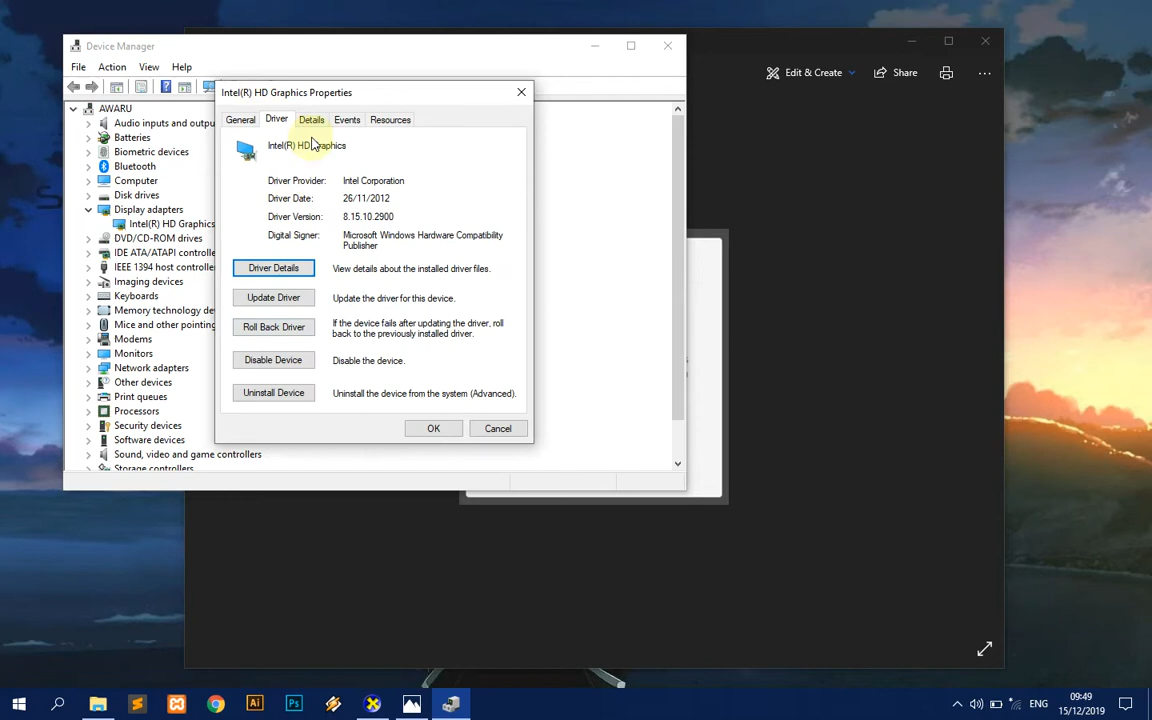 Device Manager
File Action View Help
Edit & Create
Share
Intel(R) HD Graphics Properties
General Driver Details Events Resources
Intel(R) HD Graphics
Driver Provider: Intel Corporation
Driver Date: 26/11/2012
Driver Version: 8.15.10.2900
Digital Signer: Microsoft Windows Hardware Compatibility
Publisher
Driver Details View details about the installed driver files.
Update Driver Update the driver for this device.
Roll Back Driver If the device fails after updating the driver, roll
back to the previously installed driver.
Disable Device Disable the device.
Uninstall Device Uninstall the device from the system (Advanced).
OK Cancel
AWARU
Audio inputs and outpu
Batteries
Biometric devices
Bluetooth
Computer
Disk drives
Display adapters
Intel(R) HD Graphics
DVD/CD-ROM drives
IDE ATA/ATAPI controlle
IEEE 1394 host controlle
Imaging devices
Keyboards
Memory technology de
Mice and other pointing
Modems
Monitors
Network adapters
Other devices
Print queues
Processors
Security devices
Software devices
Sound, video and game controllers
Storage controllers
Ai Ps
ENG
09:49
15/12/2019